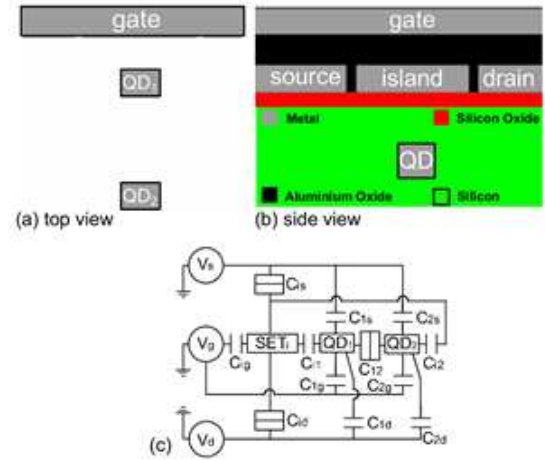 gate
QD₁
QD₂
(a) top view
gate
source island drain
Metal Silicon Oxide
QD
Aluminium Oxide Silicon
(b) side view
Vs
Cis
C1s C2s
Vg Cig SETi Ci1 QD1 C12 QD2 Ci2
C1g C2g
Cid C1d C2d
Vd
(c)